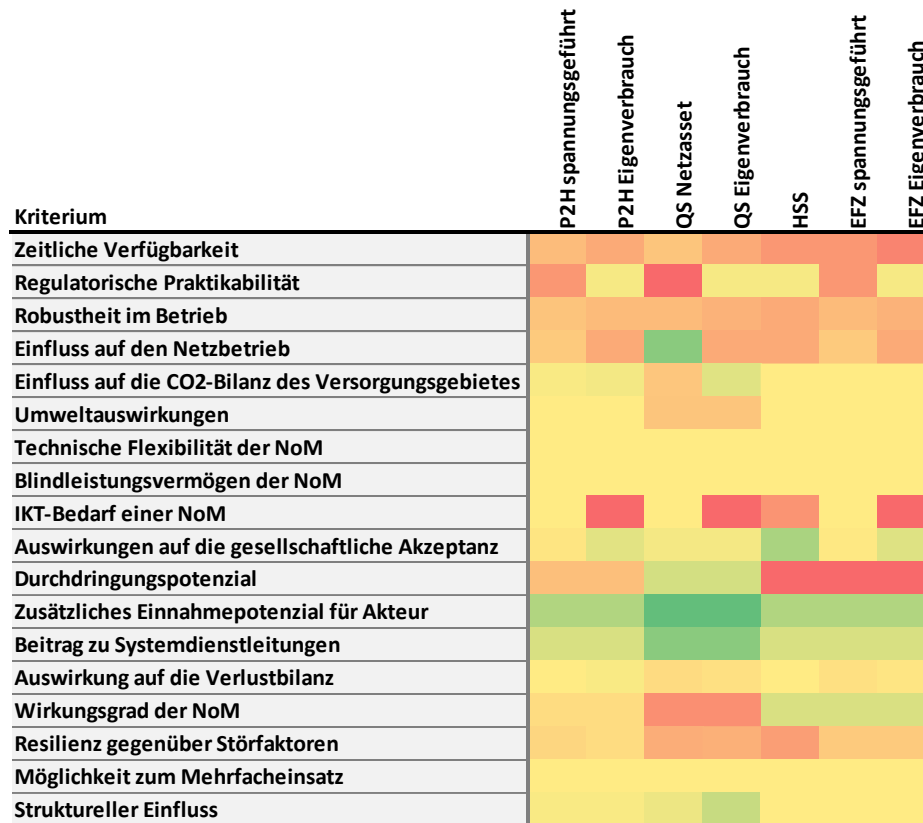 P2H spannungsgeführt
P2H Eigenverbrauch
QS Netzasset
QS Eigenverbrauch
HSS
EFZ spannungsgeführt
EFZ Eigenverbrauch
Kriterium
Zeitliche Verfügbarkeit
Regulatorische Praktikabilität
Robustheit im Betrieb
Einfluss auf den Netzbetrieb
Einfluss auf die CO2-Bilanz des Versorgungsgebietes
Umweltauswirkungen
Technische Flexibilität der NoM
Blindleistungsvermögen der NoM
IKT-Bedarf einer NoM
Auswirkungen auf die gesellschaftliche Akzeptanz
Durchdringungspotenzial
Zusätzliches Einnahmepotenzial für Akteur
Beitrag zu Systemdienstleitungen
Auswirkung auf die Verlustbilanz
Wirkungsgrad der NoM
Resilienz gegenüber Störfaktoren
Möglichkeit zum Mehrfacheinsatz
Struktureller Einfluss